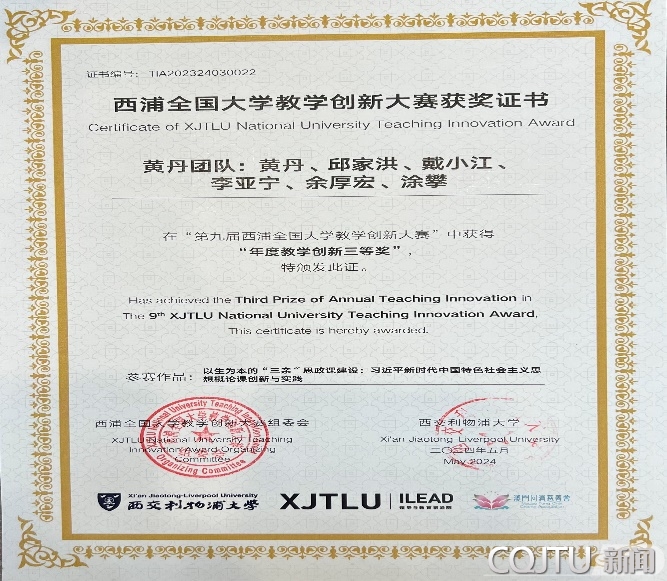 证书编号: TIA202324030022
西浦全国大学教学创新大赛获奖证书
Certificate of XJTLU National University Teaching Innovation Award
黄丹团队: 黄丹、邱家洪、戴小江、
李亚宁、余厚宏、涂攀
在“第九届西浦全国大学教学创新大赛”中获得
“年度教学创新三等奖”,
特颁发此证。
Has achieved the Third Prize of Annual Teaching Innovation in
The 9th XJTLU National University Teaching Innovation Award.
This certificate is hereby awarded.
参赛作品: 以生为本的“三亲”思政课建设: 习近平新时代中国特色社会主义思
想概论课创新与实践
西浦全国大学教学创新大赛组委会
XJTLU National University Teaching
Innovation Award Organizing
Committee
西交利物浦大学
Xi'an Jiaotong-Liverpool University
二〇二四年五月
May 2024
Xi'an Jiaotong-Liverpool University
西交利物浦大学
XJTLU
ILEAD
CQJTU 新闻